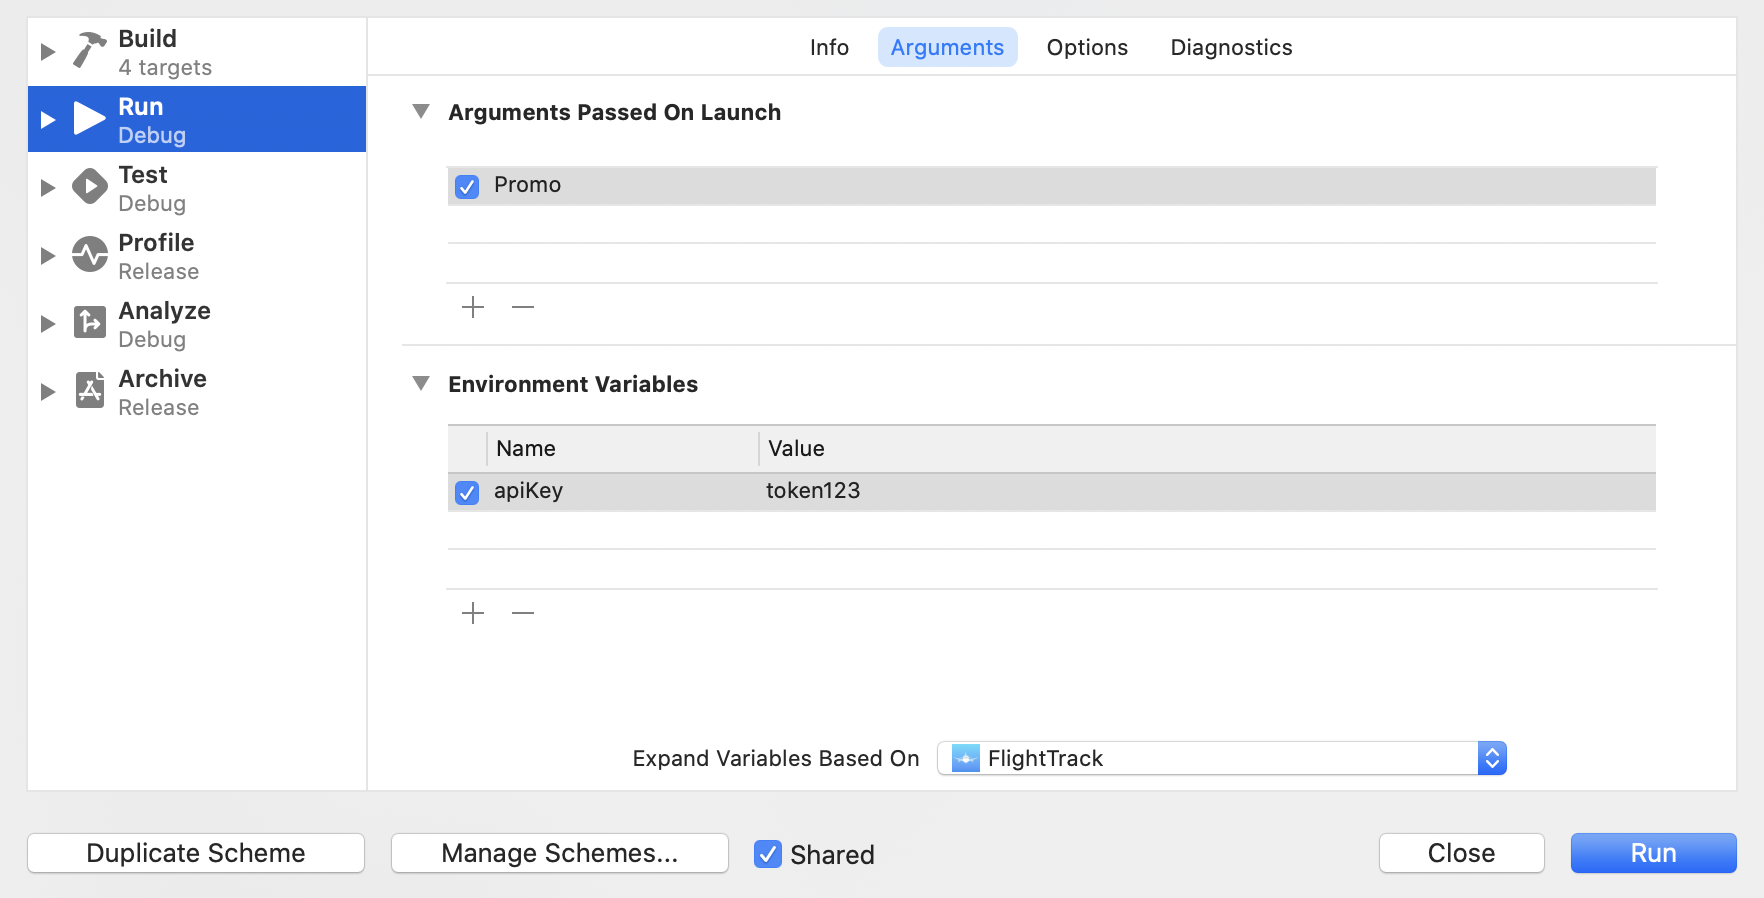 Build
4 targets
Run
Debug
Test
Debug
Profile
Release
Analyze
Debug
Archive
Release
Info Arguments Options Diagnostics
Arguments Passed On Launch
Promo
Environment Variables
Name Value
apiKey token123
Expand Variables Based On FlightTrack
Duplicate Scheme Manage Schemes... Shared Close Run